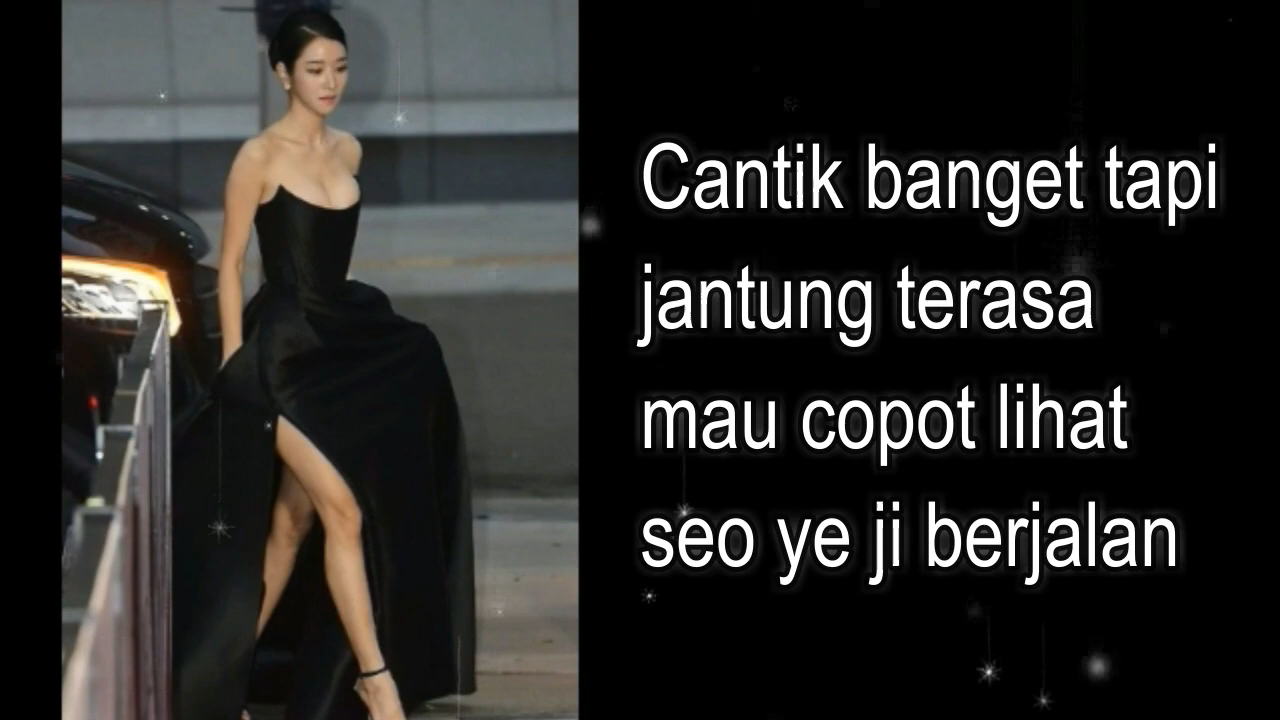 Cantik banget tapi
jantung terasa
mau copot lihat
seo ye ji berjalan